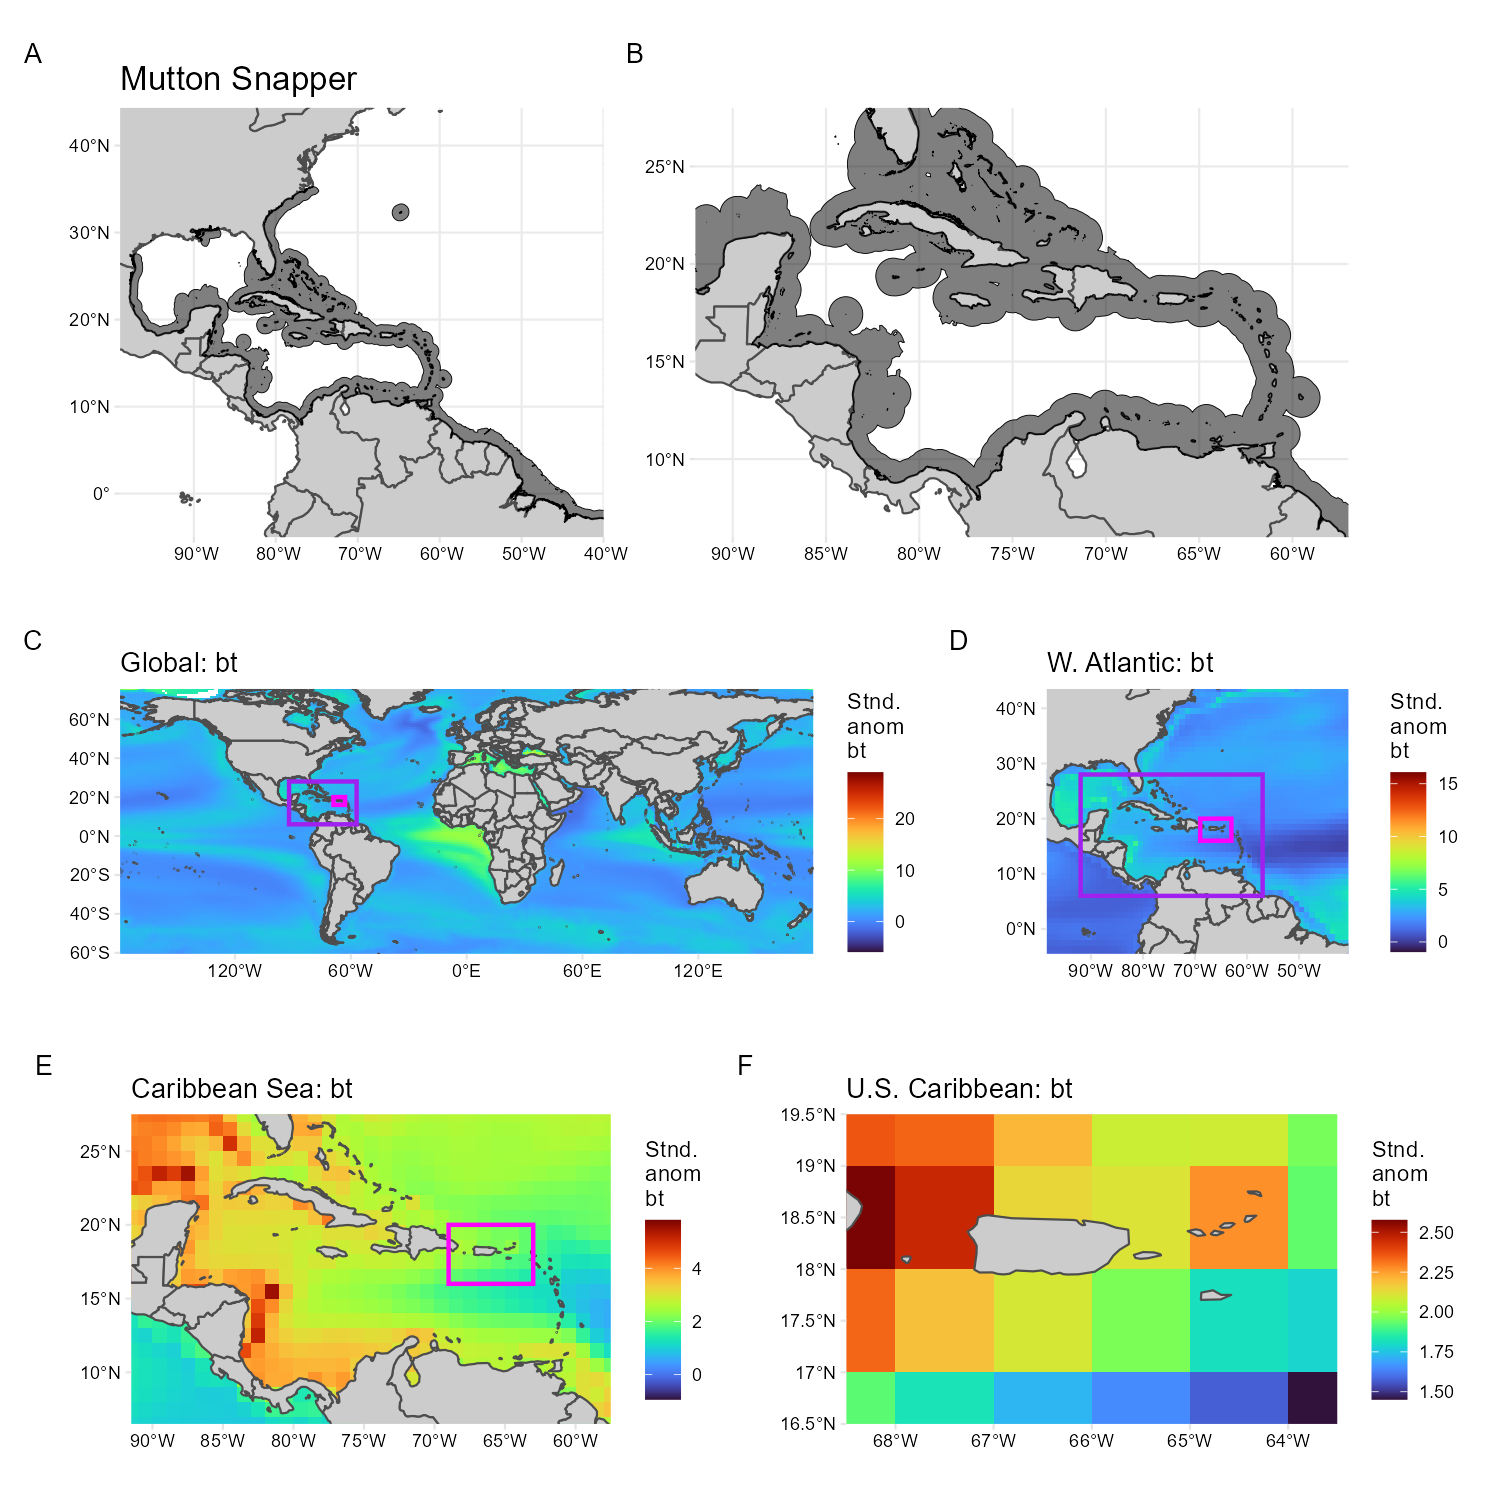 A
B
Mutton Snapper
40°N
30°N
20°N
10°N
0°
90°W 80°W 70°W 60°W 50°W 40°W
25°N
20°N
15°N
10°N
90°W 85°W 80°W 75°W 70°W 65°W 60°W
C
D
Global: bt
60°N
40°N
20°N
0°N
20°S
40°S
60°S
120°W 60°W 0°E 60°E 120°E
Stnd.
anom
bt
20
10
0
W. Atlantic: bt
40°N
30°N
20°N
10°N
0°N
90°W 80°W 70°W 60°W 50°W
Stnd.
anom
bt
15
10
5
0
E
F
Caribbean Sea: bt
25°N
20°N
15°N
10°N
90°W 85°W 80°W 75°W 70°W 65°W 60°W
Stnd.
anom
bt
4
2
0
U.S. Caribbean: bt
19.5°N
19°N
18.5°N
18°N
17.5°N
17°N
16.5°N
68°W 67°W 66°W 65°W 64°W
Stnd.
anom
bt
2.50
2.25
2.00
1.75
1.50